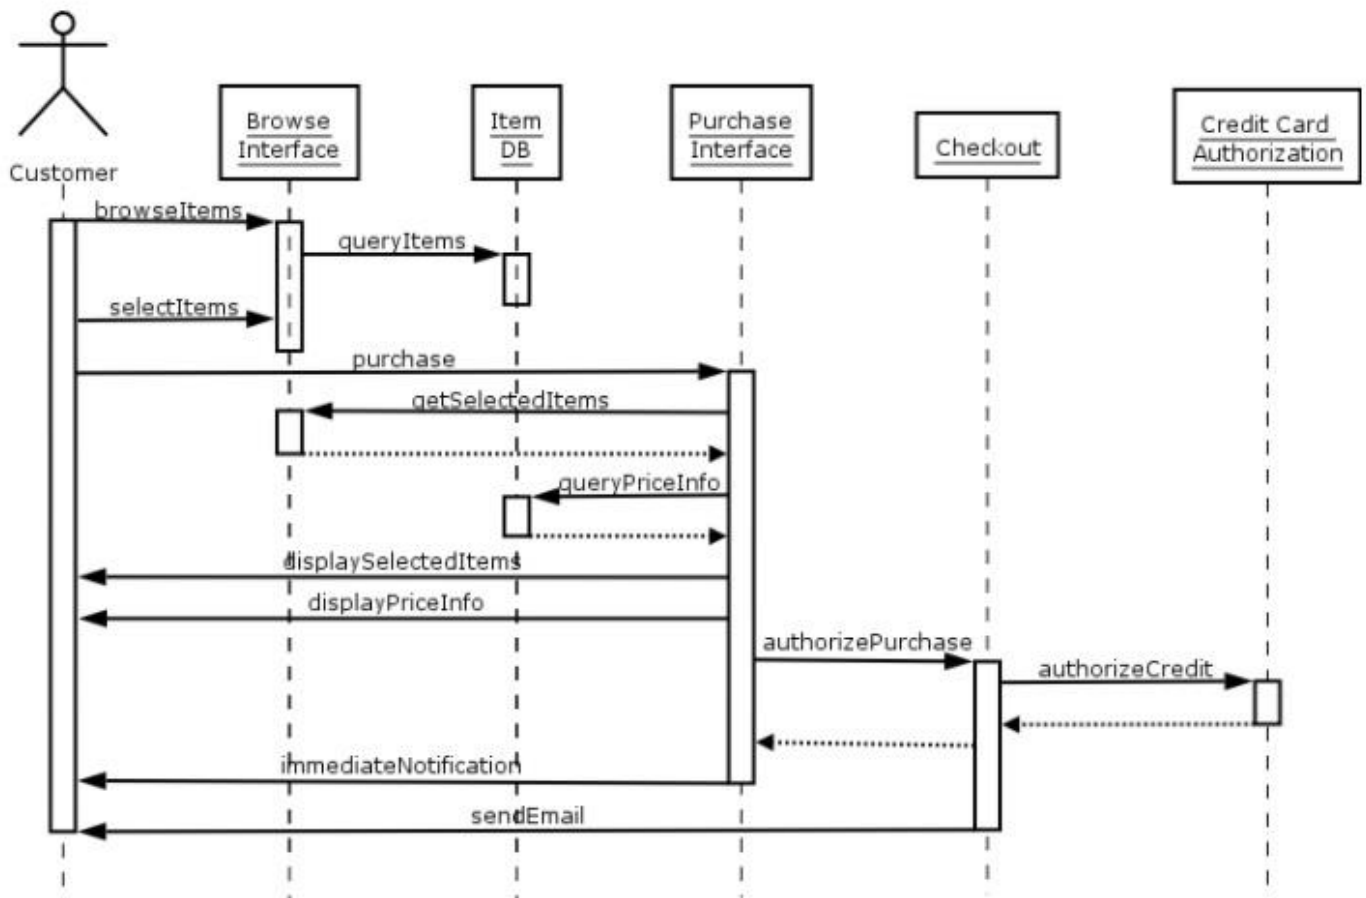 Customer
Browse
Interface
Item
DB
Purchase
Interface
Checkout
Credit Card
Authorization
browseItems
queryItems
selectItems
purchase
getSelectedItems
queryPriceInfo
displaySelectedItems
displayPriceInfo
authorizePurchase
authorizeCredit
immediateNotification
sendEmail